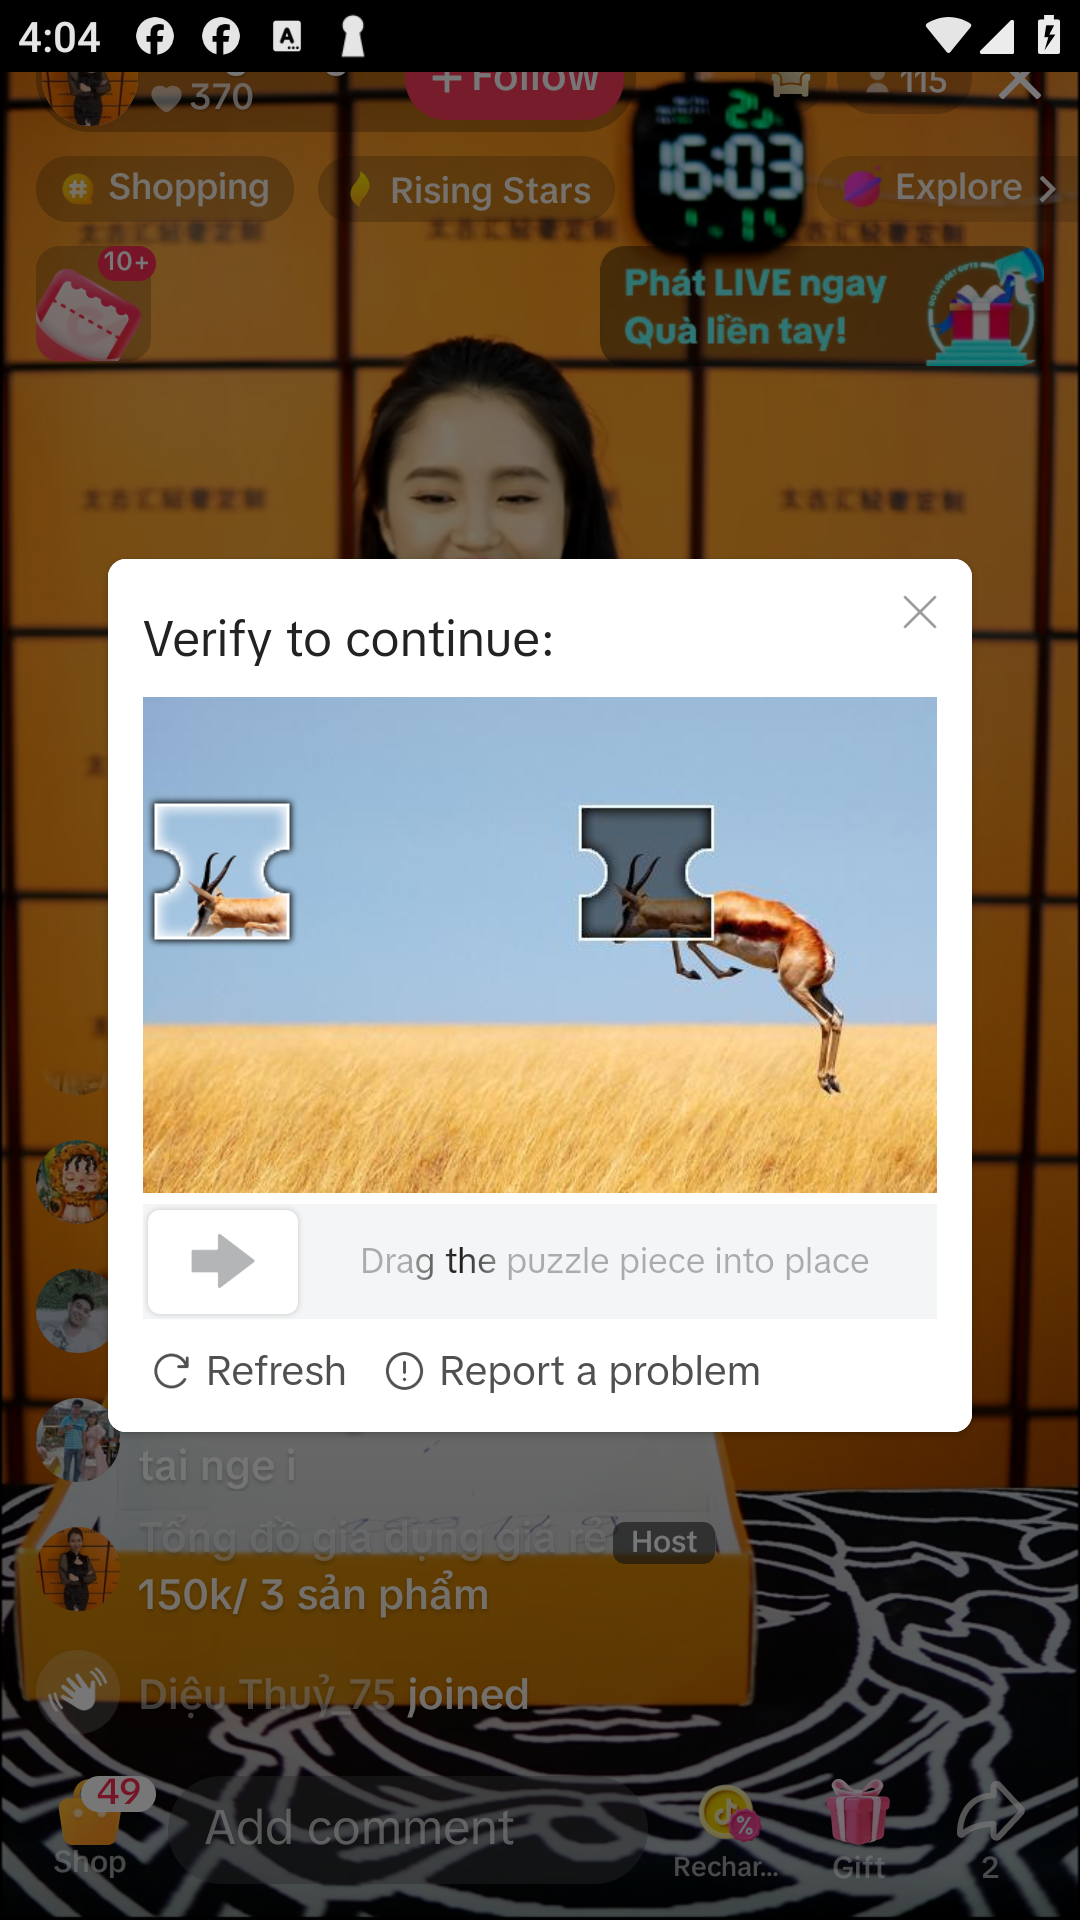 4:04
370
+ Follow
115
16:03
Shopping
Rising Stars
Explore
10+
Phát LIVE ngay
Quà liền tay!
Verify to continue:
Drag the puzzle piece into place
Refresh
Report a problem
tai nge i
Tổng đồ gia dụng giá rẻ Host
150k/ 3 sản phẩm
Diệu Thuỷ_75 joined
49
Shop
Add comment
Rechar...
Gift
2